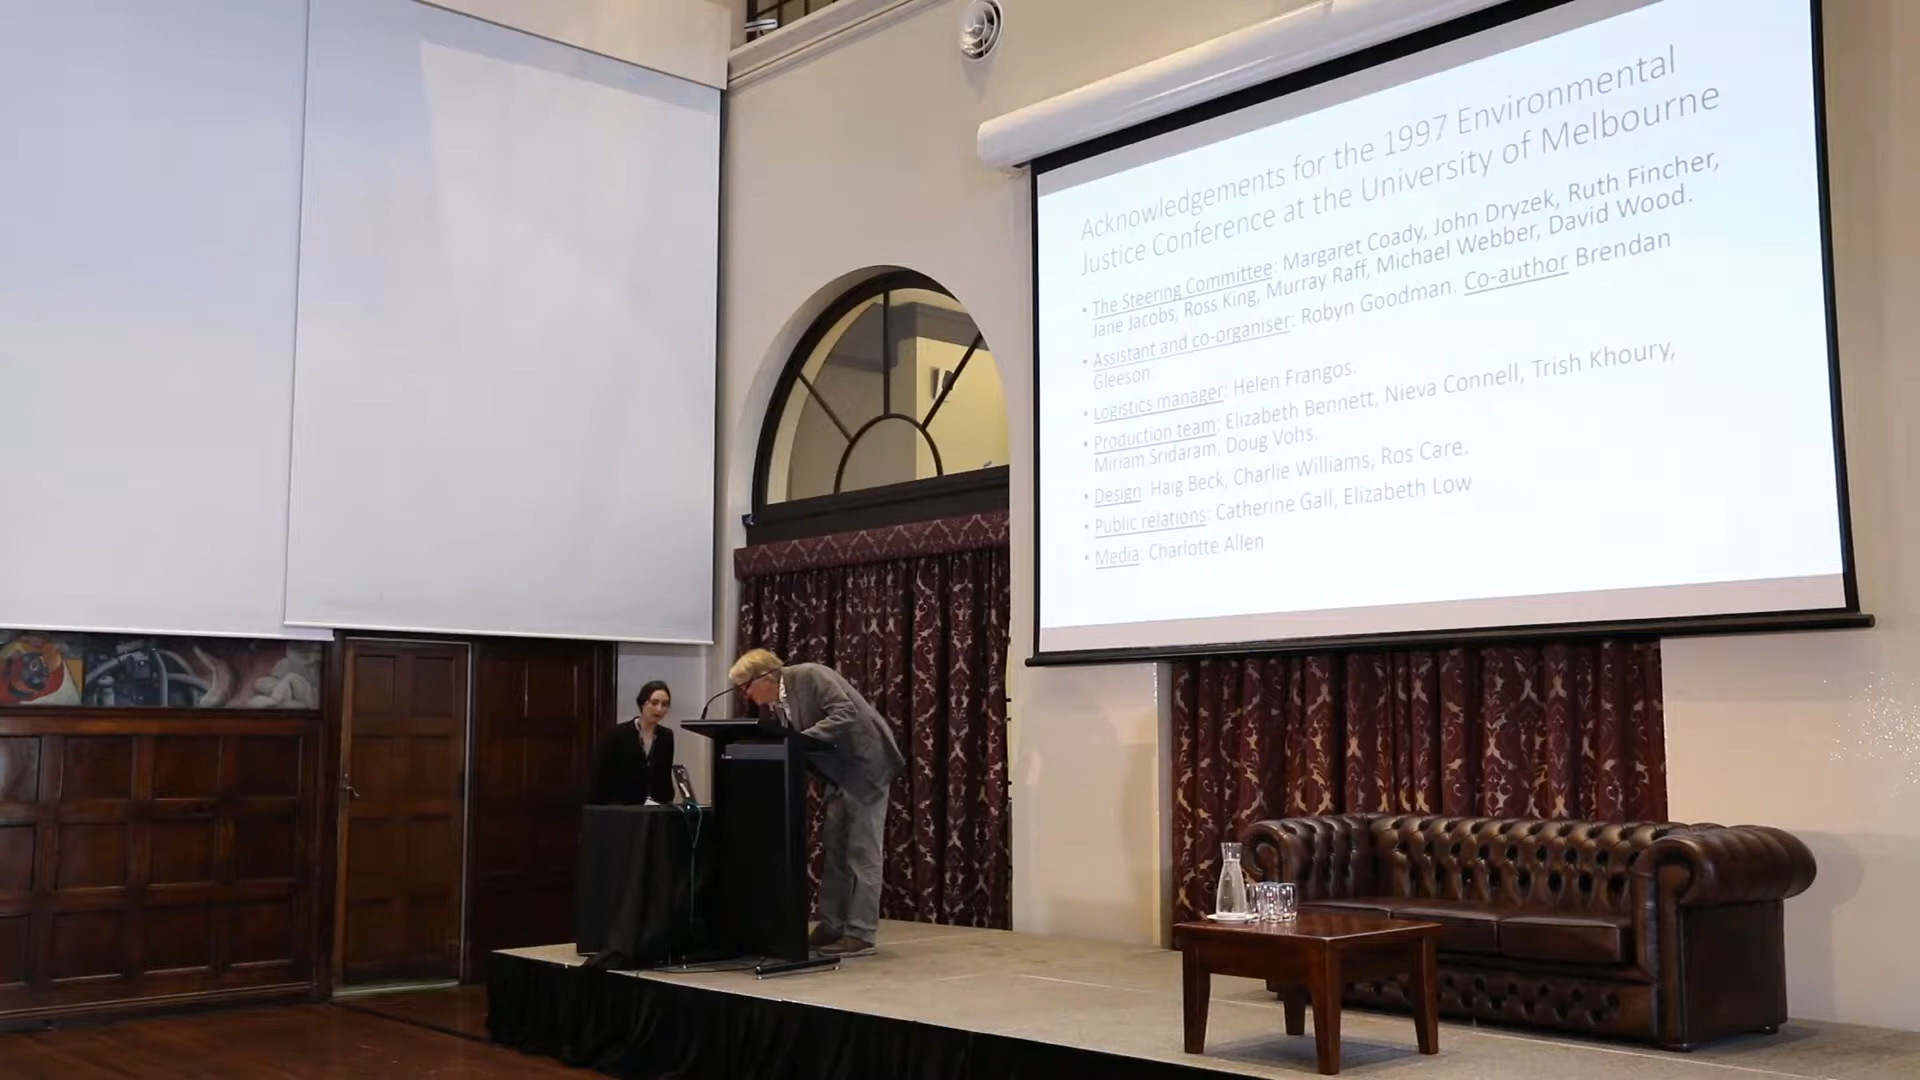 Acknowledgements for the 1997 Environmental
Justice Conference at the University of Melbourne
• The Steering Committee: Margaret Coady, John Dryzek, Ruth Fincher,
Jane Jacobs, Ross King, Murray Raff, Michael Webber, David Wood.
• Assistant and co-organiser: Robyn Goodman. Co-author Brendan
Gleeson.
• Logistics manager: Helen Frangos.
• Production team: Elizabeth Bennett, Nieva Connell, Trish Khoury,
Miriam Sridaram, Doug Vohs.
• Design: Haig Beck, Charlie Williams, Ros Care.
• Public relations: Catherine Gall, Elizabeth Low
• Media: Charlotte Allen